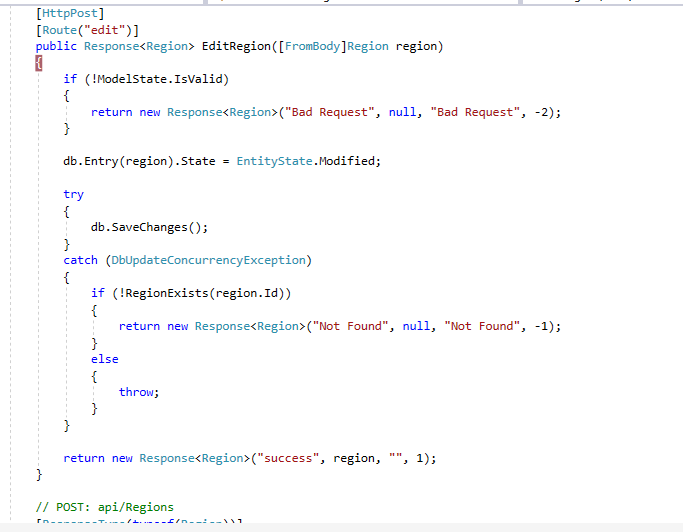 [HttpPost]
[Route("edit")]
public Response<Region> EditRegion([FromBody]Region region)
{
if (!ModelState.IsValid)
{
return new Response<Region>("Bad Request", null, "Bad Request", -2);
}
db.Entry(region).State = EntityState.Modified;
try
{
db.SaveChanges();
}
catch (DbUpdateConcurrencyException)
{
if (!RegionExists(region.Id))
{
return new Response<Region>("Not Found", null, "Not Found", -1);
}
else
{
throw;
}
}
return new Response<Region>("success", region, "", 1);
}
// POST: api/Regions
[ResponseType(typeof(Region))]